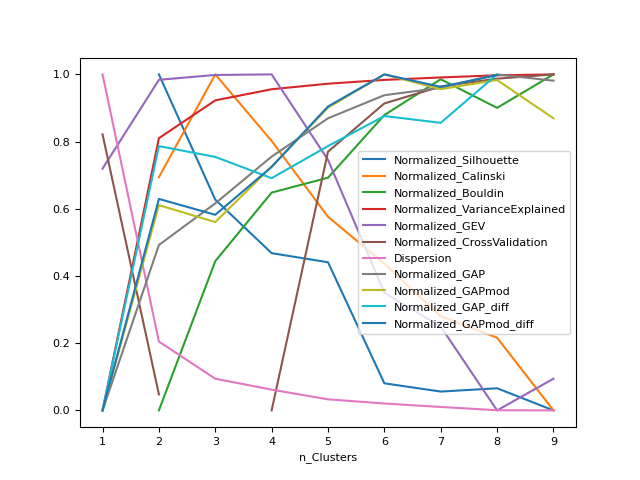 1.0
0.8
0.6
0.4
0.2
0.0
Normalized_Silhouette
Normalized_Calinski
Normalized_Bouldin
Normalized_VarianceExplained
Normalized_GEV
Normalized_CrossValidation
Dispersion
Normalized_GAP
Normalized_GAPmod
Normalized_GAP_diff
Normalized_GAPmod_diff
1 2 3 4 5 6 7 8 9
n_Clusters